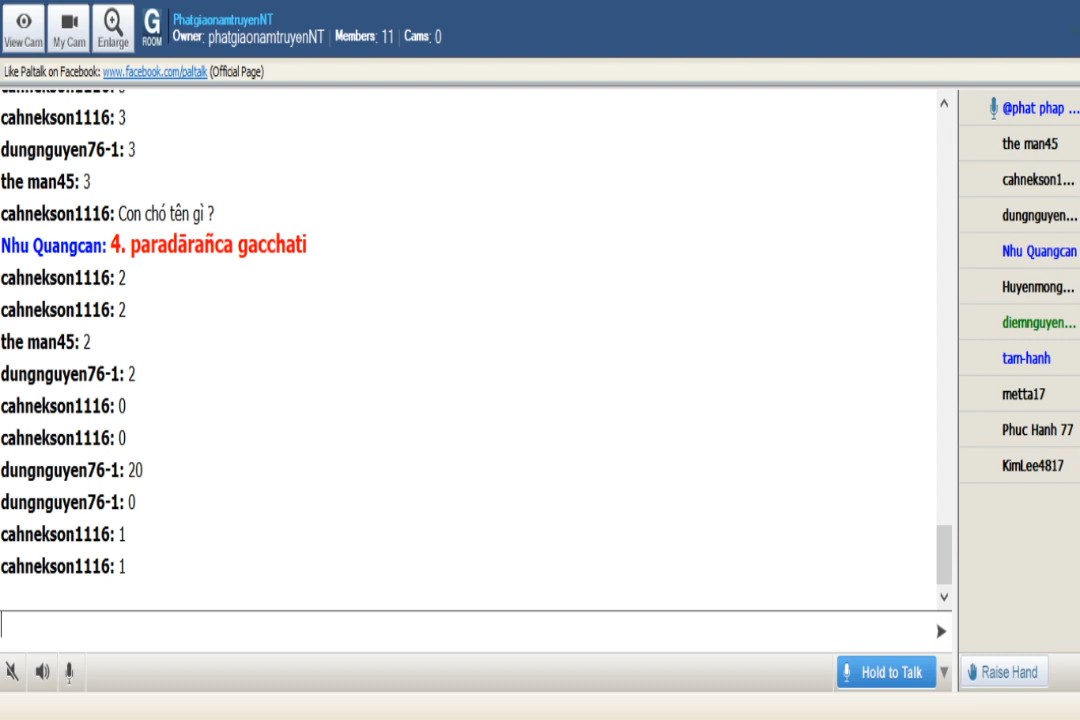 PhatgiaonamtruyenNT
View Cam
My Cam
Enlarge
G
ROOM
Owner: phatgiaonamtruyenNT | Members: 11 | Cams: 0
Like Paltalk on Facebook: www.facebook.com/paltalk (Official Page)
cahnekson1116: 3
dungnguyen76-1: 3
the man45: 3
cahnekson1116: Con chó tên gì ?
Nhu Quangcan: 4. paradārañca gacchati
cahnekson1116: 2
cahnekson1116: 2
the man45: 2
dungnguyen76-1: 2
cahnekson1116: 0
cahnekson1116: 0
dungnguyen76-1: 20
dungnguyen76-1: 0
cahnekson1116: 1
cahnekson1116: 1
Hold to Talk
@phat phap ...
the man45
cahnekson1...
dungnguyen...
Nhu Quangcan
Huyenmong...
diemnguyen...
tam-hanh
metta17
Phuc Hanh 77
KimLee4817
Raise Hand